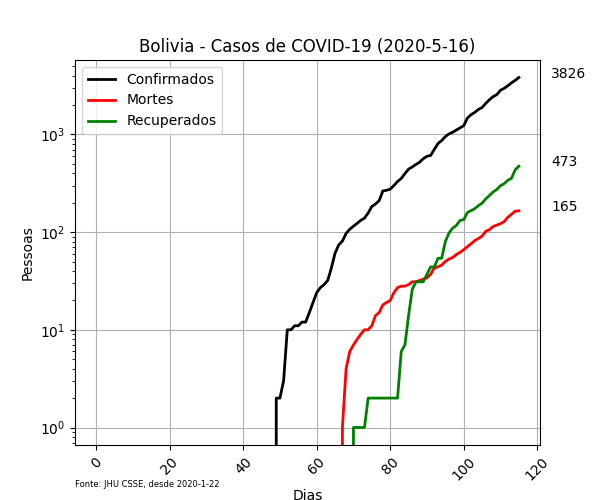 Bolivia - Casos de COVID-19 (2020-5-16)
Confirmados
Mortes
Recuperados
3826
473
165
10³
10²
10¹
10⁰
Pessoas
0 20 40 60 80 100 120
Fonte: JHU CSSE, desde 2020-1-22
Dias